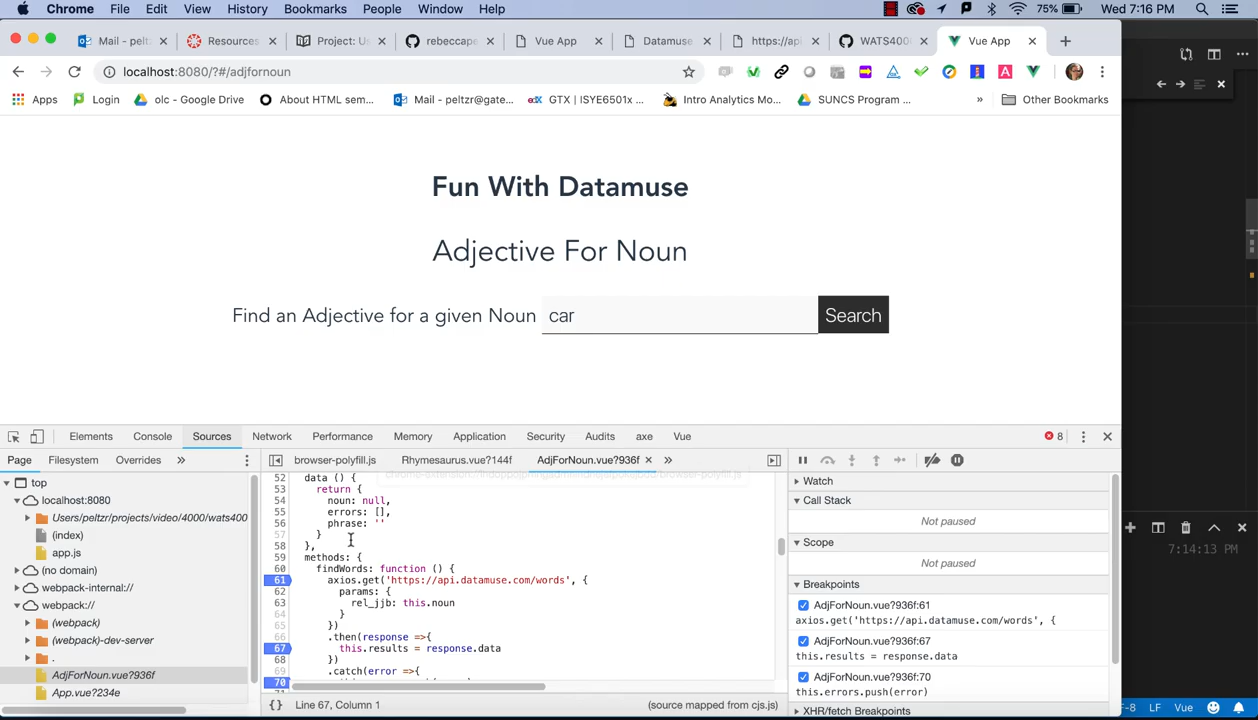 Chrome File Edit View History Bookmarks People Window Help 75% Wed 7:16 PM
Mail - peltz
Resources
Project: Us
rebeccape
Vue App
Datamuse
https://api
WATS400
Vue App
localhost:8080/?#/adjfornoun
Apps Login olc - Google Drive About HTML sem... Mail - peltzr@gate... GTX | ISYE6501x ... Intro Analytics Mo... SUNCS Program ... » Other Bookmarks
Fun With Datamuse
Adjective For Noun
Find an Adjective for a given Noun car Search
Elements Console Sources Network Performance Memory Application Security Audits axe Vue 8
Page Filesystem Overrides »
browser-polyfill.js Rhymesaurus.vue?144f AdjForNoun.vue?936f »
top
localhost:8080
Users/peltzr/projects/video/4000/wats400
(index)
app.js
(no domain)
webpack-internal://
webpack://
(webpack)
(webpack)-dev-server
.
AdjForNoun.vue?936f
App.vue?234e
52 data () {
53 return {
54 noun: null,
55 errors: [],
56 phrase: ''
57 }
58 },
59 methods: {
60 findWords: function () {
61 axios.get('https://api.datamuse.com/words', {
62 params: {
63 rel_jjb: this.noun
64 }
65 })
66 .then(response =>{
67 this.results = response.data
68 })
69 .catch(error =>{
70
{} Line 67, Column 1 (source mapped from cjs.js)
Watch
Call Stack
Not paused
Scope
Not paused
Breakpoints
AdjForNoun.vue?936f:61
axios.get('https://api.datamuse.com/words', {
AdjForNoun.vue?936f:67
this.results = response.data
AdjForNoun.vue?936f:70
this.errors.push(error)
XHR/fetch Breakpoints
7:14:13 PM
F-8 LF Vue